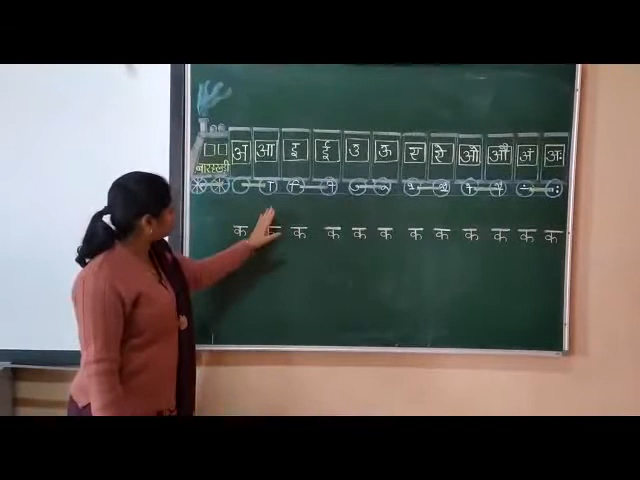 बारहखड़ी
अ आ इ ई उ ऊ ए ऐ ओ औ अं अः
ा ि ी ु ू े ै ो ौ ं ः
क क क क क क क क क क क क